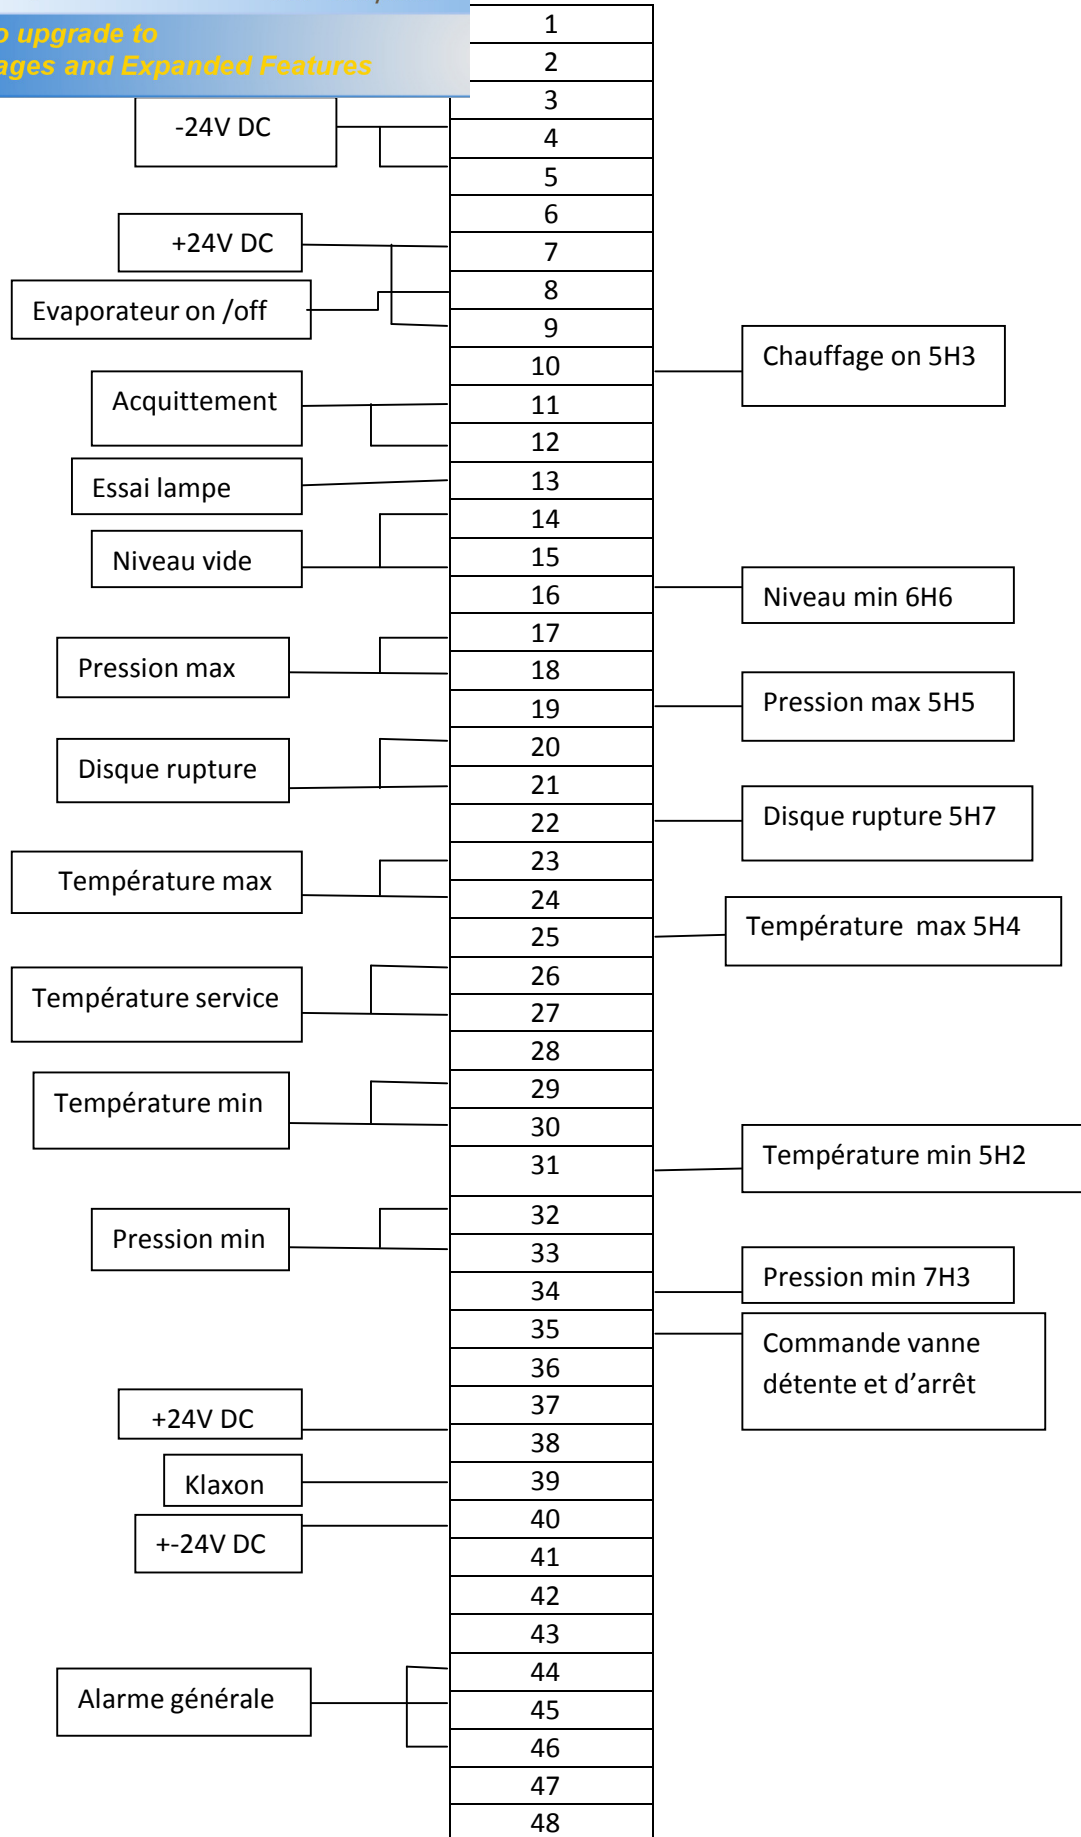 o upgrade to
ages and Expanded Features
1
2
3
-24V DC
4
5
6
+24V DC
7
Evaporateur on /off
8
9
Chauffage on 5H3
10
Acquittement
11
12
Essai lampe
13
14
Niveau vide
15
16
Niveau min 6H6
17
Pression max
18
Pression max 5H5
19
20
Disque rupture
21
22
Disque rupture 5H7
23
Température max
24
25
Température max 5H4
26
Température service
27
28
29
Température min
30
31
Température min 5H2
32
Pression min
33
34
Pression min 7H3
35
Commande vanne
détente et d’arrêt
36
37
+24V DC
38
Klaxon
39
40
+-24V DC
41
42
43
44
Alarme générale
45
46
47
48